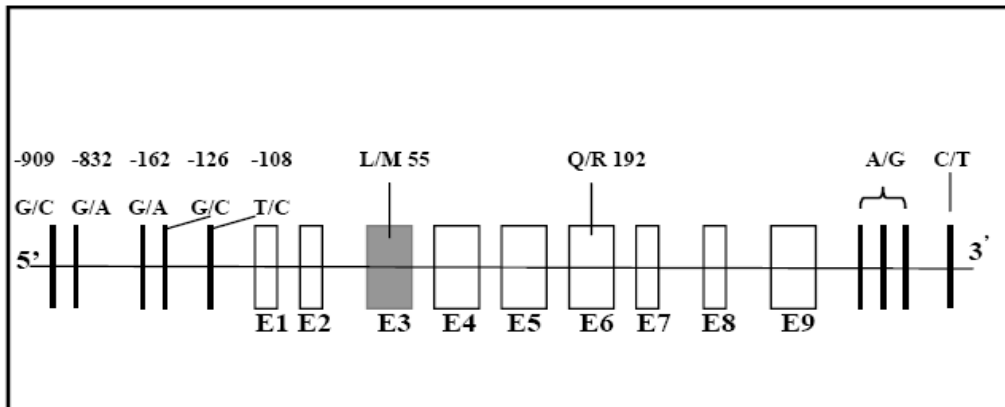 -909 -832 -162 -126 -108 L/M 55 Q/R 192 A/G C/T
G/C G/A G/A G/C T/C
5’ 3’
E1 E2 E3 E4 E5 E6 E7 E8 E9